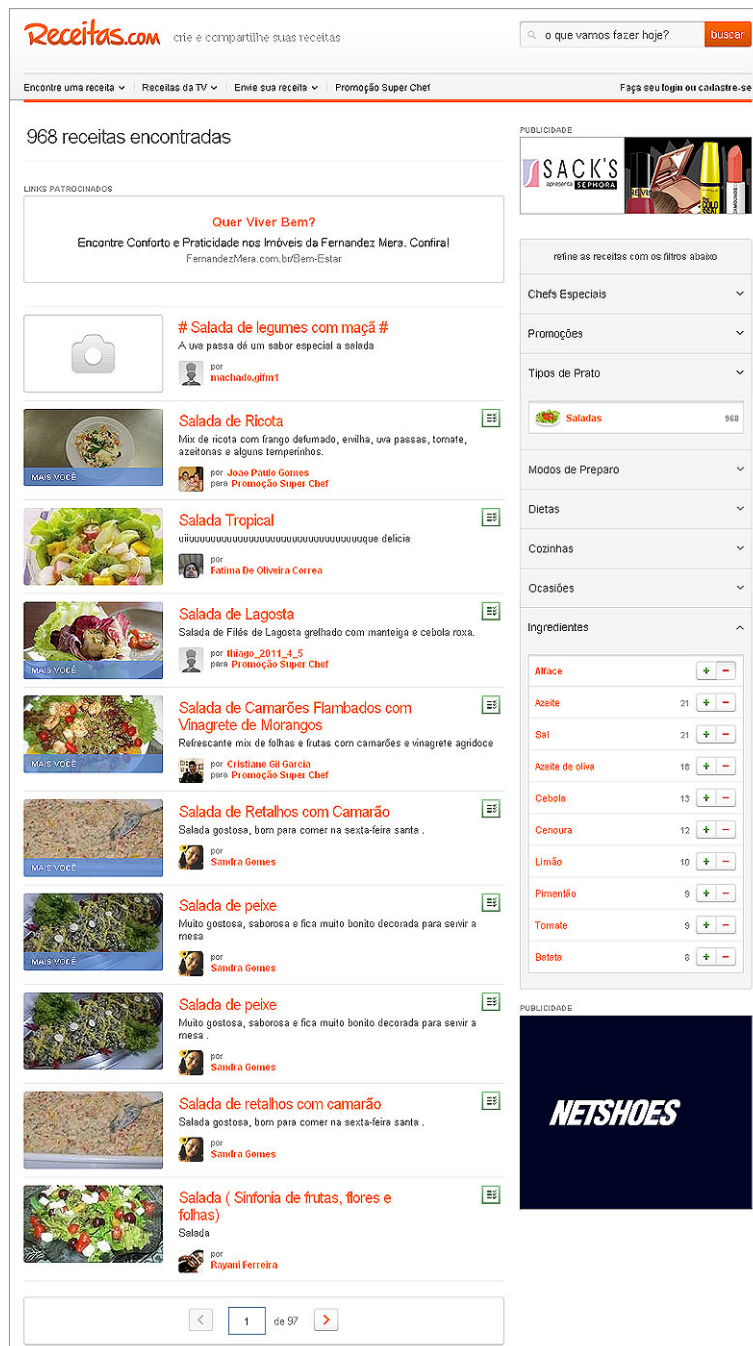 Receitas.com
crie e compartilhe suas receitas
o que vamos fazer hoje?
buscar
Encontre uma receita
Receitas da TV
Envie sua receita
Promoção Super Chef
Faça seu login ou cadastre-se
968 receitas encontradas
LINKS PATROCINADOS
Quer Viver Bem?
Encontre Conforto e Praticidade nos Imóveis da Fernandez Mera. Confira!
FernandezMera.com.br/Bem-Estar
# Salada de legumes com maçã #
A uva passa dá um sabor especial a salada
por
machado.gifm1
Salada de Ricota
Mix de ricota com frango defumado, ervilha, uva passas, tomate,
azeitonas e alguns temperinhos.
MAIS VOCÊ
por Joao Paulo Gomes
para Promoção Super Chef
Salada Tropical
por
Fatima De Oliveira Correa
Salada de Lagosta
Salada de Filés de Lagosta grelhado com manteiga e cebola roxa.
MAIS VOCÊ
por thiago_2011_4_5
para Promoção Super Chef
Salada de Camarões Flambados com
Vinagrete de Morangos
Refrescante mix de folhas e frutas com camarões e vinagrete agridoce
MAIS VOCÊ
por Cristiane Gil Garcia
para Promoção Super Chef
Salada de Retalhos com Camarão
Salada gostosa, bom para comer na sexta-feira santa .
MAIS VOCÊ
por
Sandra Gomes
Salada de peixe
Muito gostosa, saborosa e fica muito bonito decorada para servir a
mesa
MAIS VOCÊ
por
Sandra Gomes
Salada de peixe
Muito gostosa, saborosa e fica muito bonito decorada para servir a
mesa .
por
Sandra Gomes
Salada de retalhos com camarão
Salada gostosa, bom para comer na sexta-feira santa .
por
Sandra Gomes
Salada ( Sinfonia de frutas, flores e
folhas)
Salada
por
Rayani Ferreira
1 de 97
PUBLICIDADE
SACK'S
apresenta SEPHORA
refine as receitas com os filtros abaixo
Chefs Especiais
Promoções
Tipos de Prato
Saladas 968
Modos de Preparo
Dietas
Cozinhas
Ocasiões
Ingredientes
Alface + −
Azeite 21 + −
Sal 21 + −
Azeite de oliva 18 + −
Cebola 13 + −
Cenoura 12 + −
Limão 10 + −
Pimentão 9 + −
Tomate 9 + −
Batata 8 + −
PUBLICIDADE
NETSHOES